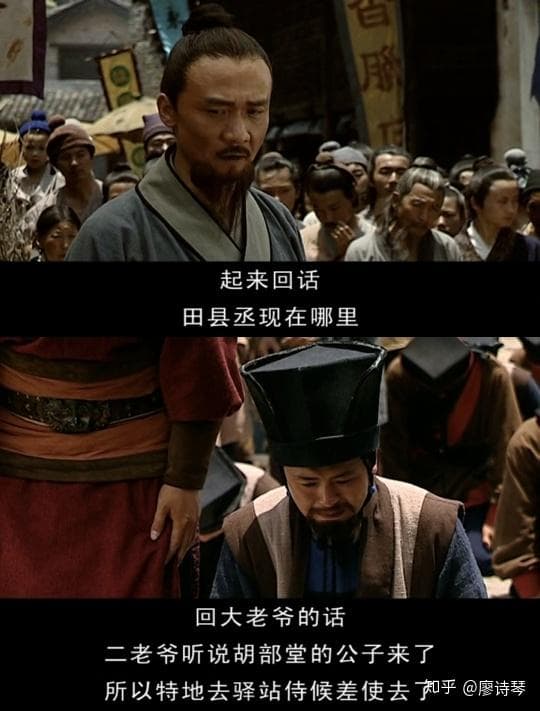 起来回话
田县丞现在哪里
回大老爷的话
二老爷听说胡部堂的公子来了
所以特地去驿站侍候差使去了
知乎 @廖诗琴